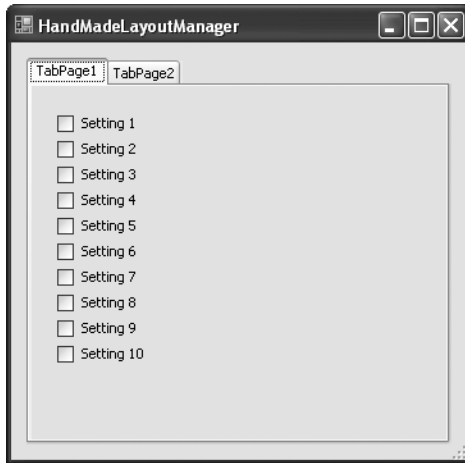 HandMadeLayoutManager
TabPage1 TabPage2
Setting 1
Setting 2
Setting 3
Setting 4
Setting 5
Setting 6
Setting 7
Setting 8
Setting 9
Setting 10